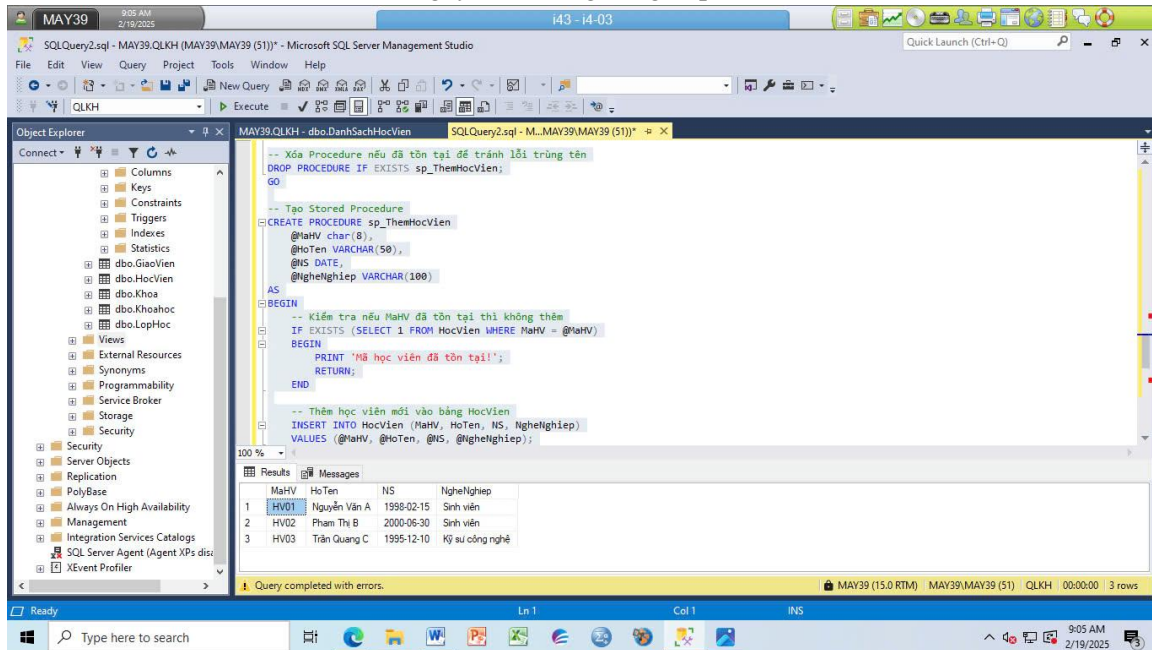 MAY39 9:05 AM 2/19/2025 i43 - i4-03
SQLQuery2.sql - MAY39.QLKH (MAY39\MAY39 (51))* - Microsoft SQL Server Management Studio Quick Launch (Ctrl+Q)
File Edit View Query Project Tools Window Help
New Query
QLKH Execute
Object Explorer
Connect
Columns
Keys
Constraints
Triggers
Indexes
Statistics
dbo.GiaoVien
dbo.HocVien
dbo.Khoa
dbo.Khoahoc
dbo.LopHoc
Views
External Resources
Synonyms
Programmability
Service Broker
Storage
Security
Security
Server Objects
Replication
PolyBase
Always On High Availability
Management
Integration Services Catalogs
SQL Server Agent (Agent XPs disa
XEvent Profiler
MAY39.QLKH - dbo.DanhSachHocVien SQLQuery2.sql - M...MAY39\MAY39 (51))*
-- Xóa Procedure nếu đã tồn tại để tránh lỗi trùng tên
DROP PROCEDURE IF EXISTS sp_ThemHocVien;
GO
-- Tạo Stored Procedure
CREATE PROCEDURE sp_ThemHocVien
@MaHV char(8),
@HoTen VARCHAR(50),
@NS DATE,
@NgheNghiep VARCHAR(100)
AS
BEGIN
-- Kiểm tra nếu MaHV đã tồn tại thì không thêm
IF EXISTS (SELECT 1 FROM HocVien WHERE MaHV = @MaHV)
BEGIN
PRINT 'Mã học viên đã tồn tại!';
RETURN;
END
-- Thêm học viên mới vào bảng HocVien
INSERT INTO HocVien (MaHV, HoTen, NS, NgheNghiep)
VALUES (@MaHV, @HoTen, @NS, @NgheNghiep);
100 %
Results Messages
MaHV HoTen NS NgheNghiep
1 HV01 Nguyễn Văn A 1998-02-15 Sinh viên
2 HV02 Pham Thị B 2000-06-30 Sinh viên
3 HV03 Trần Quang C 1995-12-10 Kỹ sư công nghệ
Query completed with errors. MAY39 (15.0 RTM) MAY39\MAY39 (51) QLKH 00:00:00 3 rows
Ready Ln 1 Col 1 INS
Type here to search 9:05 AM
2/19/2025